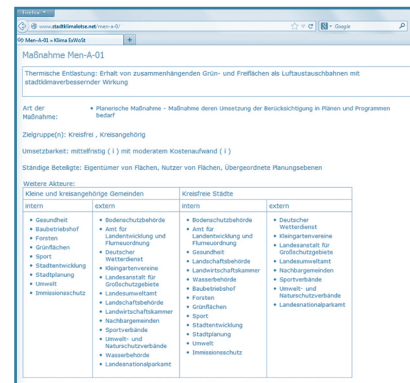 Firefox
www.stadtklimalotse.net/men-a-0/
Google
Men-A-01 « Klima ExWoSt
Maßnahme Men-A-01
Thermische Entlastung: Erhalt von zusammenhängenden Grün- und Freiflächen als Luftaustauschbahnen mit
stadtklimaverbessernder Wirkung
Art der
Maßnahme:
• Planerische Maßnahme - Maßnahme deren Umsetzung der Berücksichtigung in Plänen und Programmen
bedarf
Zielgruppe(n): Kreisfrei , Kreisangehörig
Umsetzbarkeit: mittelfristig ( i ) mit moderatem Kostenaufwand ( i )
Ständige Beteiligte: Eigentümer von Flächen, Nutzer von Flächen, Übergeordnete Planungsebenen
Weitere Akteure:
Kleine und kreisangehörige Gemeinden
Kreisfreie Städte
intern
extern
intern
extern
• Gesundheit
• Baubetriebshof
• Forsten
• Grünflächen
• Sport
• Stadtentwicklung
• Stadtplanung
• Umwelt
• Immissionsschutz
• Bodenschutzbehörde
• Amt für
Landentwicklung und
Flurneuordnung
• Deutscher
Wetterdienst
• Kleingartenvereine
• Landesanstalt für
Großschutzgebiete
• Landesumweltamt
• Landschaftsbehörde
• Landwirtschaftskammer
• Nachbargemeinden
• Sportverbände
• Umwelt- und
Naturschutzverbände
• Wasserbehörde
• Landesnationalparkamt
• Bodenschutzbehörde
• Amt für
Landentwicklung und
Flurneuordnung
• Gesundheit
• Landschaftsbehörde
• Landwirtschaftskammer
• Wasserbehörde
• Baubetriebshof
• Forsten
• Grünflächen
• Sport
• Stadtentwicklung
• Stadtplanung
• Umwelt
• Immissionsschutz
• Deutscher
Wetterdienst
• Kleingartenvereine
• Landesanstalt für
Großschutzgebiete
• Landesumweltamt
• Nachbargemeinden
• Sportverbände
• Umwelt- und
Naturschutzverbände
• Landesnationalparkamt